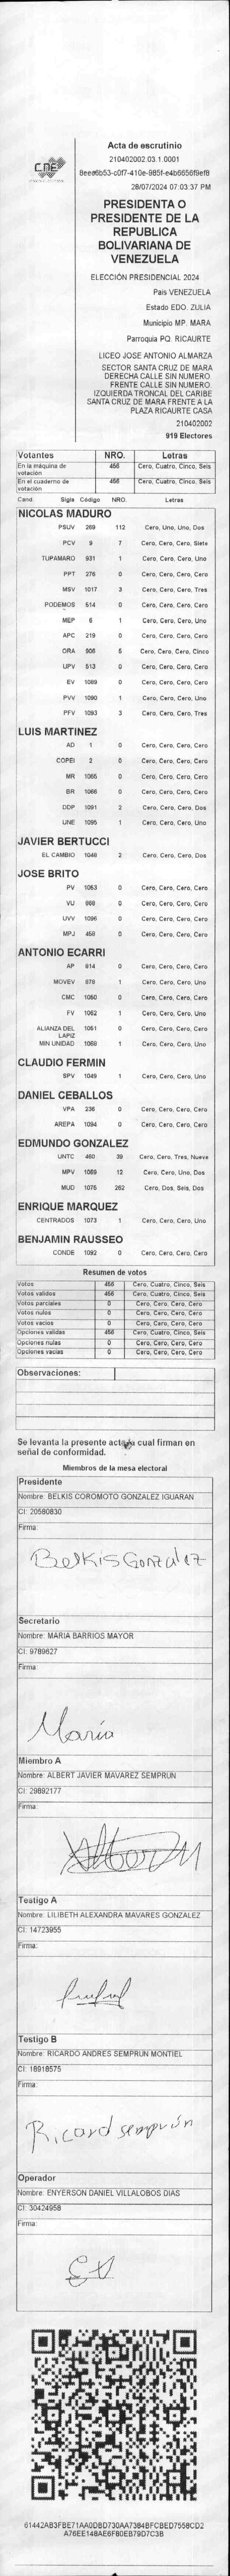 CNE
Acta de escrutinio
210402002.03.1.0001
28/07/2024 07:03:37 PM
PRESIDENTA O
PRESIDENTE DE LA
REPUBLICA
BOLIVARIANA DE
VENEZUELA
ELECCIÓN PRESIDENCIAL 2024
País VENEZUELA
Estado EDO. ZULIA
Municipio MP. MARA
Parroquia PQ. RICAURTE
LICEO JOSE ANTONIO ALMARZA
SECTOR SANTA CRUZ DE MARA
DERECHA CALLE SIN NUMERO
FRENTE CALLE SIN NUMERO
IZQUIERDA TRONCAL DEL CARIBE
SANTA CRUZ DE MARA FRENTE A LA
PLAZA RICAURTE CASA
210402002
919 Electores
Votantes NRO. Letras
En la máquina de votación 456 Cero, Cuatro, Cinco, Seis
En el cuaderno de votación 456 Cero, Cuatro, Cinco, Seis
Cand. Sigla Código NRO. Letras
NICOLAS MADURO
PSUV 269 112 Cero, Uno, Uno, Dos
PCV 9 7 Cero, Cero, Cero, Siete
TUPAMARO 931 1 Cero, Cero, Cero, Uno
PPT 276 0 Cero, Cero, Cero, Cero
MSV 1017 3 Cero, Cero, Cero, Tres
PODEMOS 514 0 Cero, Cero, Cero, Cero
MEP 6 1 Cero, Cero, Cero, Uno
APC 219 0 Cero, Cero, Cero, Cero
ORA 906 5 Cero, Cero, Cero, Cinco
UPV 513 0 Cero, Cero, Cero, Cero
EV 1089 0 Cero, Cero, Cero, Cero
PVV 1090 1 Cero, Cero, Cero, Uno
PFV 1093 3 Cero, Cero, Cero, Tres
LUIS MARTINEZ
AD 1 0 Cero, Cero, Cero, Cero
COPEI 2 0 Cero, Cero, Cero, Cero
MR 1065 0 Cero, Cero, Cero, Cero
BR 1066 0 Cero, Cero, Cero, Cero
DDP 1091 2 Cero, Cero, Cero, Dos
UNE 1095 1 Cero, Cero, Cero, Uno
JAVIER BERTUCCI
EL CAMBIO 1048 2 Cero, Cero, Cero, Dos
JOSE BRITO
PV 1053 0 Cero, Cero, Cero, Cero
VU 868 0 Cero, Cero, Cero, Cero
UVV 1096 0 Cero, Cero, Cero, Cero
MPJ 458 0 Cero, Cero, Cero, Cero
ANTONIO ECARRI
AP 814 0 Cero, Cero, Cero, Cero
MOVEV 979 1 Cero, Cero, Cero, Uno
CMC 1050 0 Cero, Cero, Cero, Cero
FV 1052 1 Cero, Cero, Cero, Uno
ALIANZA DEL LAPIZ 1051 0 Cero, Cero, Cero, Cero
MIN UNIDAD 1068 1 Cero, Cero, Cero, Uno
CLAUDIO FERMIN
SPV 1049 1 Cero, Cero, Cero, Uno
DANIEL CEBALLOS
VPA 236 0 Cero, Cero, Cero, Cero
AREPA 1094 0 Cero, Cero, Cero, Cero
EDMUNDO GONZALEZ
UNTC 460 39 Cero, Cero, Tres, Nueve
MPV 1069 12 Cero, Cero, Uno, Dos
MUD 1075 262 Cero, Dos, Seis, Dos
ENRIQUE MARQUEZ
CENTRADOS 1073 1 Cero, Cero, Cero, Uno
BENJAMIN RAUSSEO
CONDE 1092 0 Cero, Cero, Cero, Cero
Resumen de votos
Votos 456 Cero, Cuatro, Cinco, Seis
Votos validos 456 Cero, Cuatro, Cinco, Seis
Votos parciales 0 Cero, Cero, Cero, Cero
Votos nulos 0 Cero, Cero, Cero, Cero
Votos vacios 0 Cero, Cero, Cero, Cero
Opciones validas 456 Cero, Cuatro, Cinco, Seis
Opciones nulas 0 Cero, Cero, Cero, Cero
Opciones vacias 0 Cero, Cero, Cero, Cero
Observaciones:
Se levanta la presente acta cual firman en
señal de conformidad.
Miembros de la mesa electoral
Presidente
Nombre: BELKIS COROMOTO GONZALEZ IGUARAN
CI: 20580830
Firma:
Belkis Gonzalez
Secretario
Nombre: MARIA BARRIOS MAYOR
CI: 9789627
Firma:
María
Miembro A
Nombre: ALBERT JAVIER MAVAREZ SEMPRUN
CI: 29892177
Firma:
Testigo A
Nombre: LILIBETH ALEXANDRA MAVARES GONZALEZ
CI: 14723955
Firma:
Testigo B
Nombre: RICARDO ANDRES SEMPRUN MONTIEL
CI: 18918575
Firma:
Ricard semprún
Operador
Nombre: ENYERSON DANIEL VILLALOBOS DIAS
CI: 30424958
Firma:
61442AB3FBE71AA0DBD730AA7384BFCBED7558CD2
A76EE148AE6F80EB79D7C3B